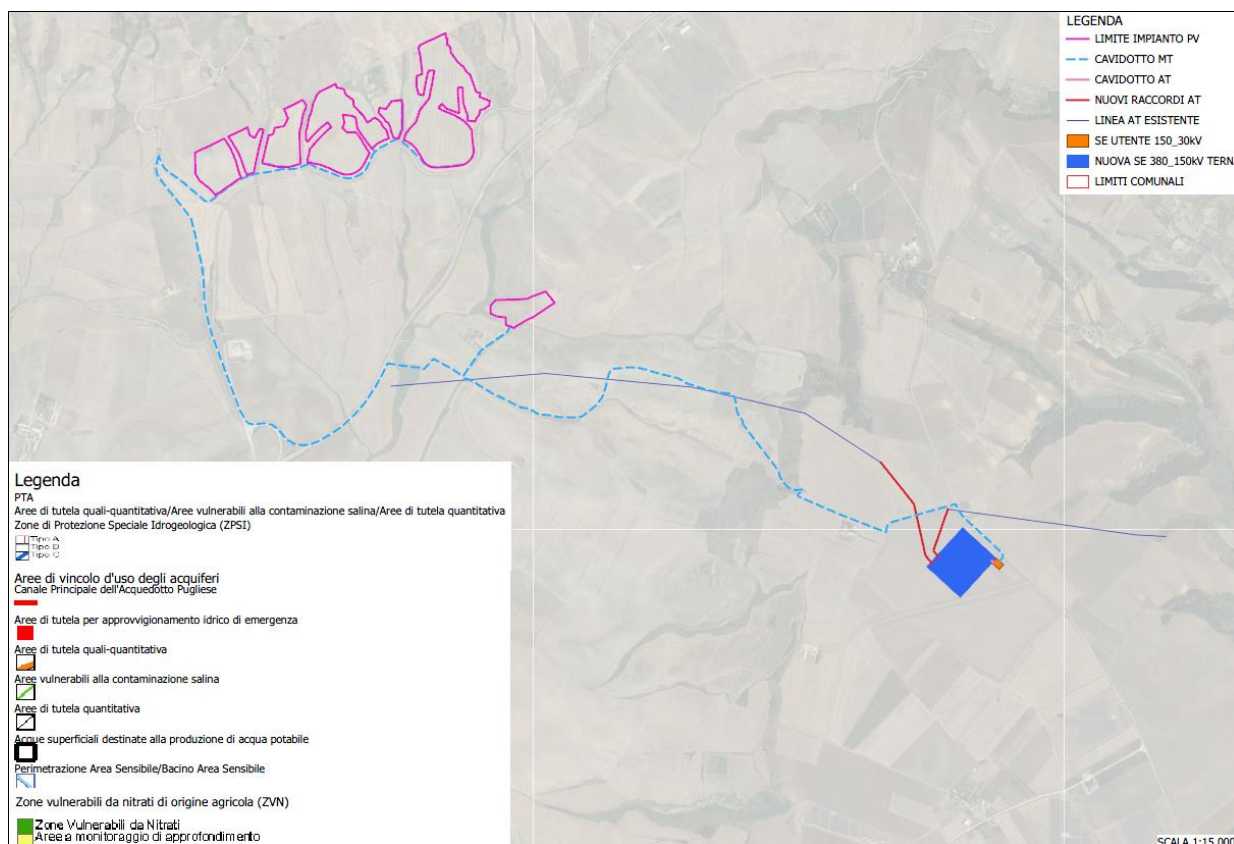 LEGENDA
LIMITE IMPIANTO PV
CAVIDOTTO MT
CAVIDOTTO AT
NUOVI RACCORDI AT
LINEA AT ESISTENTE
SE UTENTE 150_30kV
NUOVA SE 380_150kV TERN
LIMITI COMUNALI
Legenda
PTA
Aree di tutela quali-quantitativa/Aree vulnerabili alla contaminazione salina/Aree di tutela quantitativa
Zone di Protezione Speciale Idrogeologica (ZPSI)
Tipo A
Tipo B
Tipo C
Aree di vincolo d'uso degli acquiferi
Canale Principale dell'Acquedotto Pugliese
Aree di tutela per approvvigionamento idrico di emergenza
Aree di tutela quali-quantitativa
Aree vulnerabili alla contaminazione salina
Aree di tutela quantitativa
Acque superficiali destinate alla produzione di acqua potabile
Perimetrazione Area Sensibile/Bacino Area Sensibile
Zone vulnerabili da nitrati di origine agricola (ZVN)
Zone Vulnerabili da Nitrati
Aree a monitoraggio di approfondimento
SCALA 1:15.000